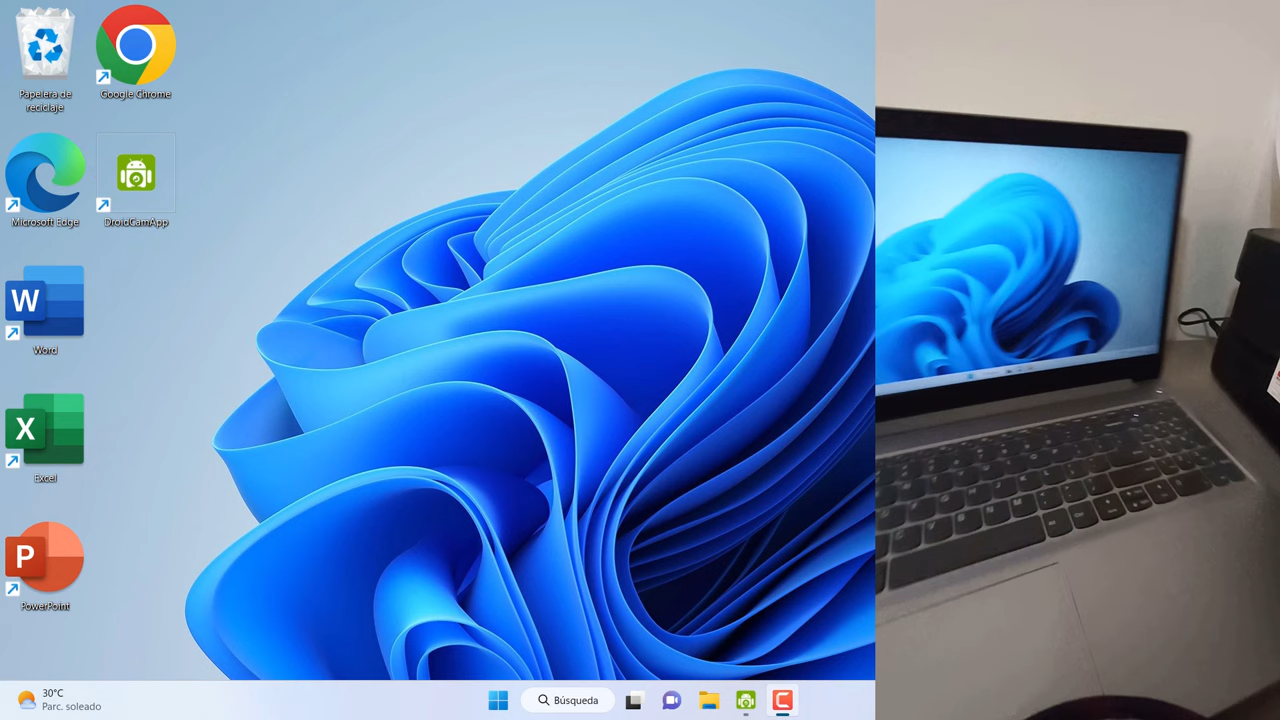 Papelera de
reciclaje
Google Chrome
Microsoft Edge
DroidCamApp
W
Word
X
Excel
P
PowerPoint
30°C
Parc. soleado
Búsqueda